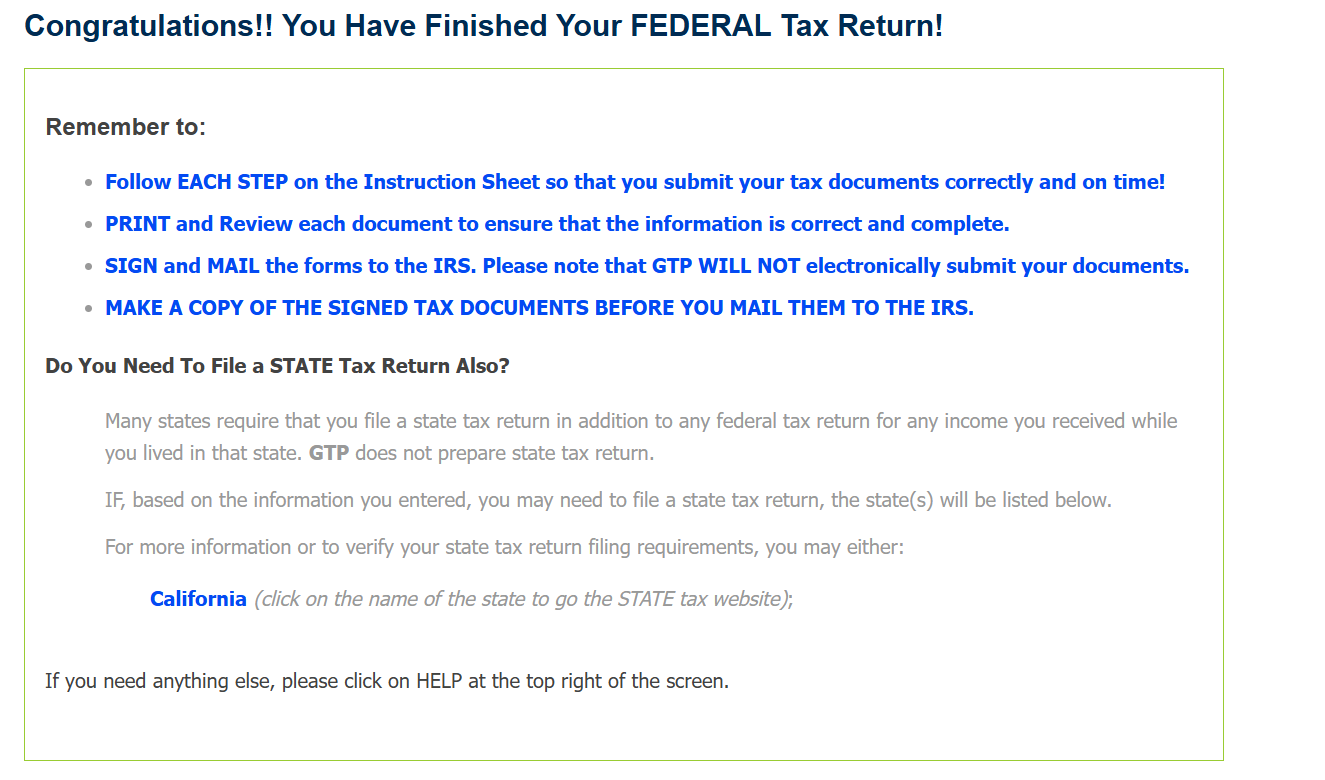 Congratulations!! You Have Finished Your FEDERAL Tax Return!
Remember to:
Follow EACH STEP on the Instruction Sheet so that you submit your tax documents correctly and on time!
PRINT and Review each document to ensure that the information is correct and complete.
SIGN and MAIL the forms to the IRS. Please note that GTP WILL NOT electronically submit your documents.
MAKE A COPY OF THE SIGNED TAX DOCUMENTS BEFORE YOU MAIL THEM TO THE IRS.
Do You Need To File a STATE Tax Return Also?
Many states require that you file a state tax return in addition to any federal tax return for any income you received while
you lived in that state. GTP does not prepare state tax return.
IF, based on the information you entered, you may need to file a state tax return, the state(s) will be listed below.
For more information or to verify your state tax return filing requirements, you may either:
California (click on the name of the state to go the STATE tax website);
If you need anything else, please click on HELP at the top right of the screen.